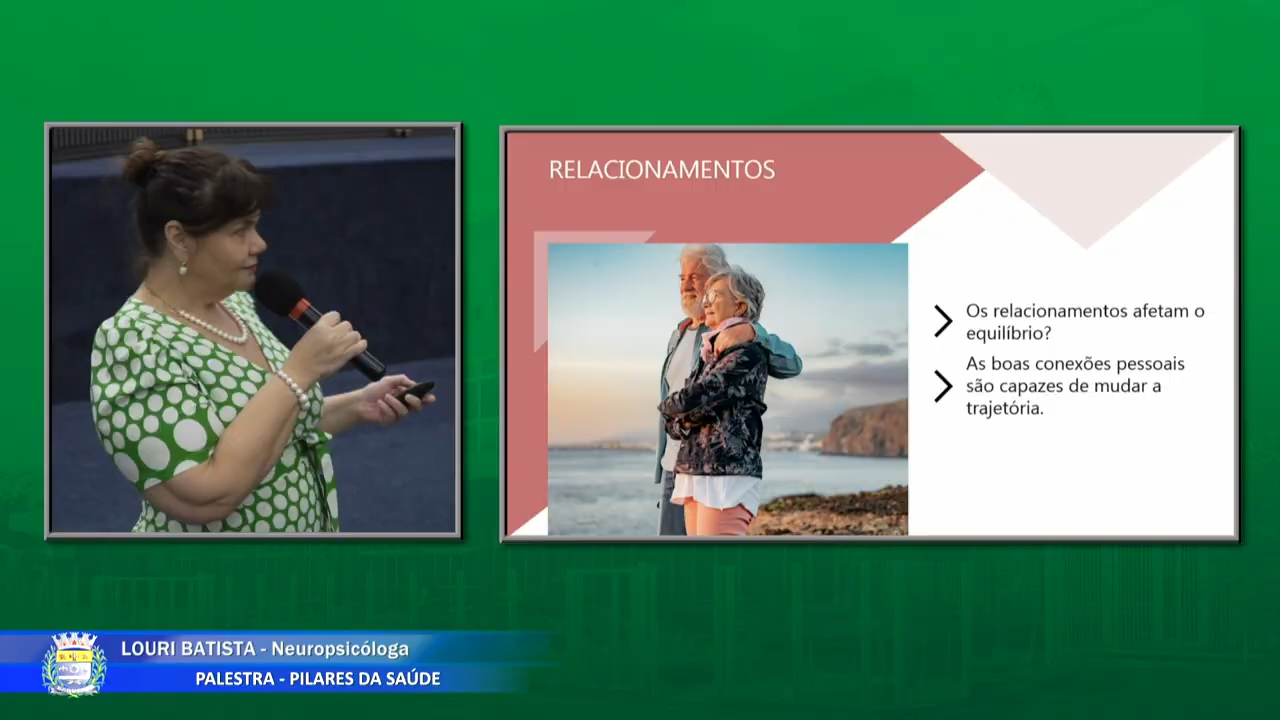 RELACIONAMENTOS
Os relacionamentos afetam o
equilíbrio?
As boas conexões pessoais
são capazes de mudar a
trajetória.
LOURI BATISTA - Neuropsicóloga
PALESTRA - PILARES DA SAÚDE